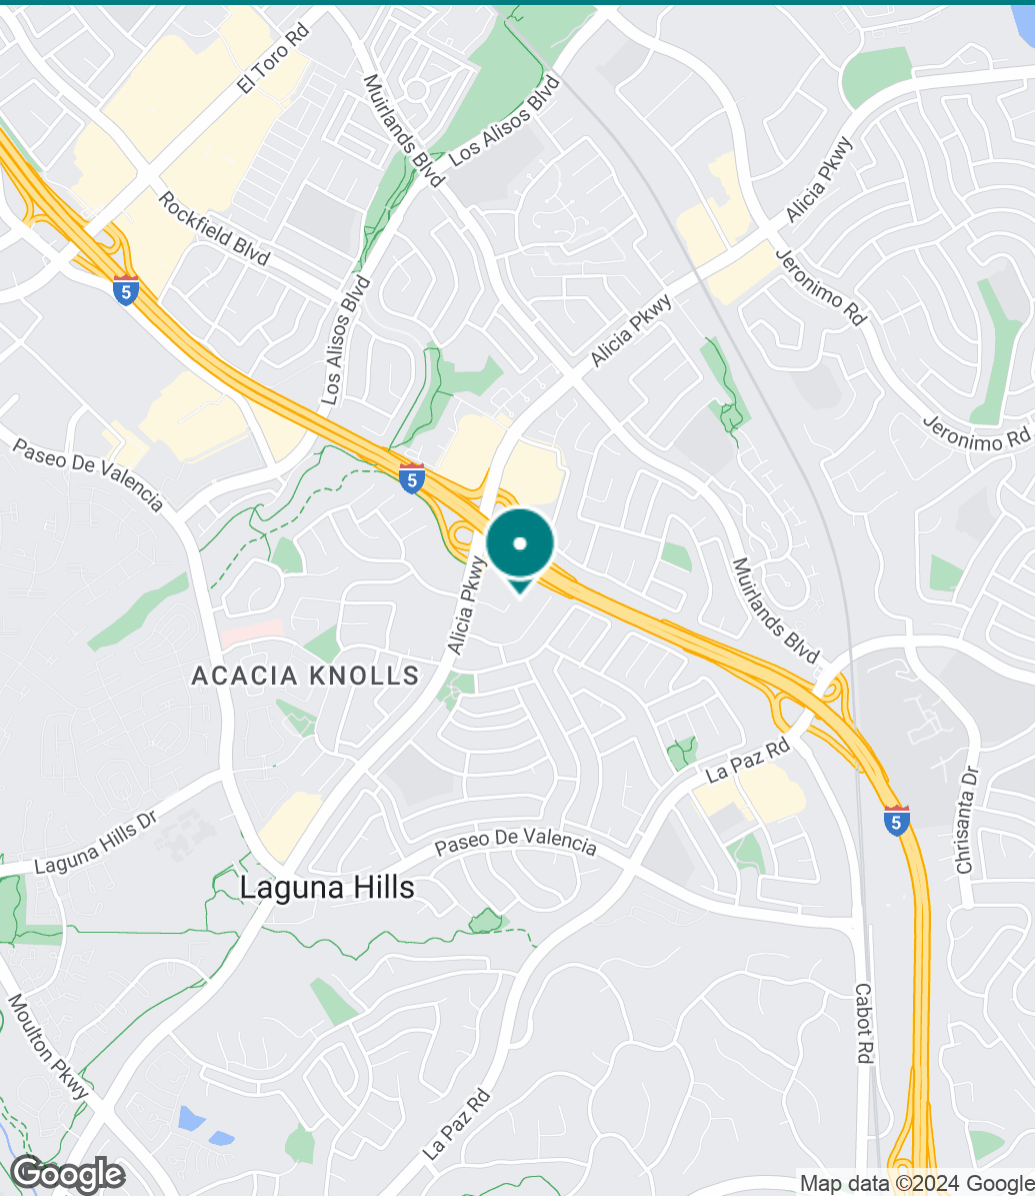 El Toro Rd
Muirlands Blvd
Los Alisos Blvd
Alicia Pkwy
Rockfield Blvd
Jeronimo Rd
5
Los Alisos Blvd
Alicia Pkwy
Jeronimo Rd
Paseo De Valencia
5
Alicia Pkwy
Muirlands Blvd
ACACIA KNOLLS
La Paz Rd
5
Chrisanta Dr
Laguna Hills Dr
Paseo De Valencia
Laguna Hills
Moulton Pkwy
Cabot Rd
La Paz Rd
Google
Map data ©2024 Google